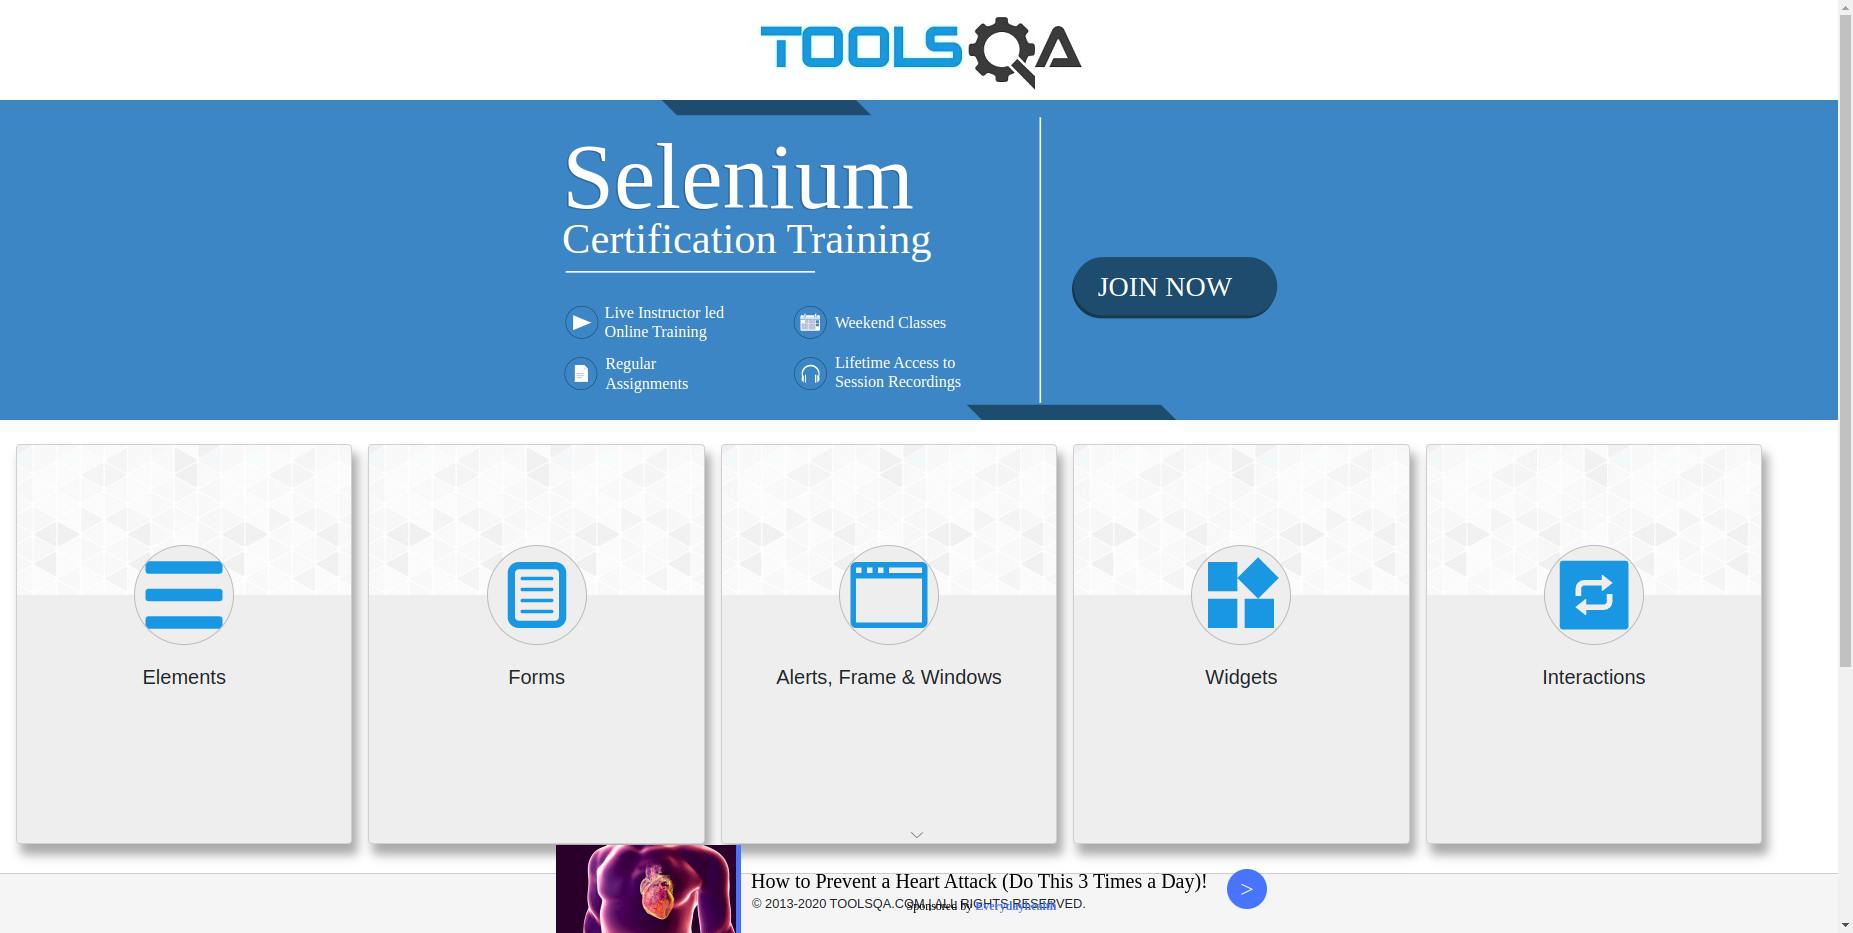 TOOLSQA
Selenium
Certification Training
JOIN NOW
Live Instructor led
Online Training
Weekend Classes
Regular
Assignments
Lifetime Access to
Session Recordings
Elements
Forms
Alerts, Frame & Windows
Widgets
Interactions
How to Prevent a Heart Attack (Do This 3 Times a Day)!
>
© 2013-2020 TOOLSQA.COM | ALL RIGHTS RESERVED.
Sponsored by Everydayhealth